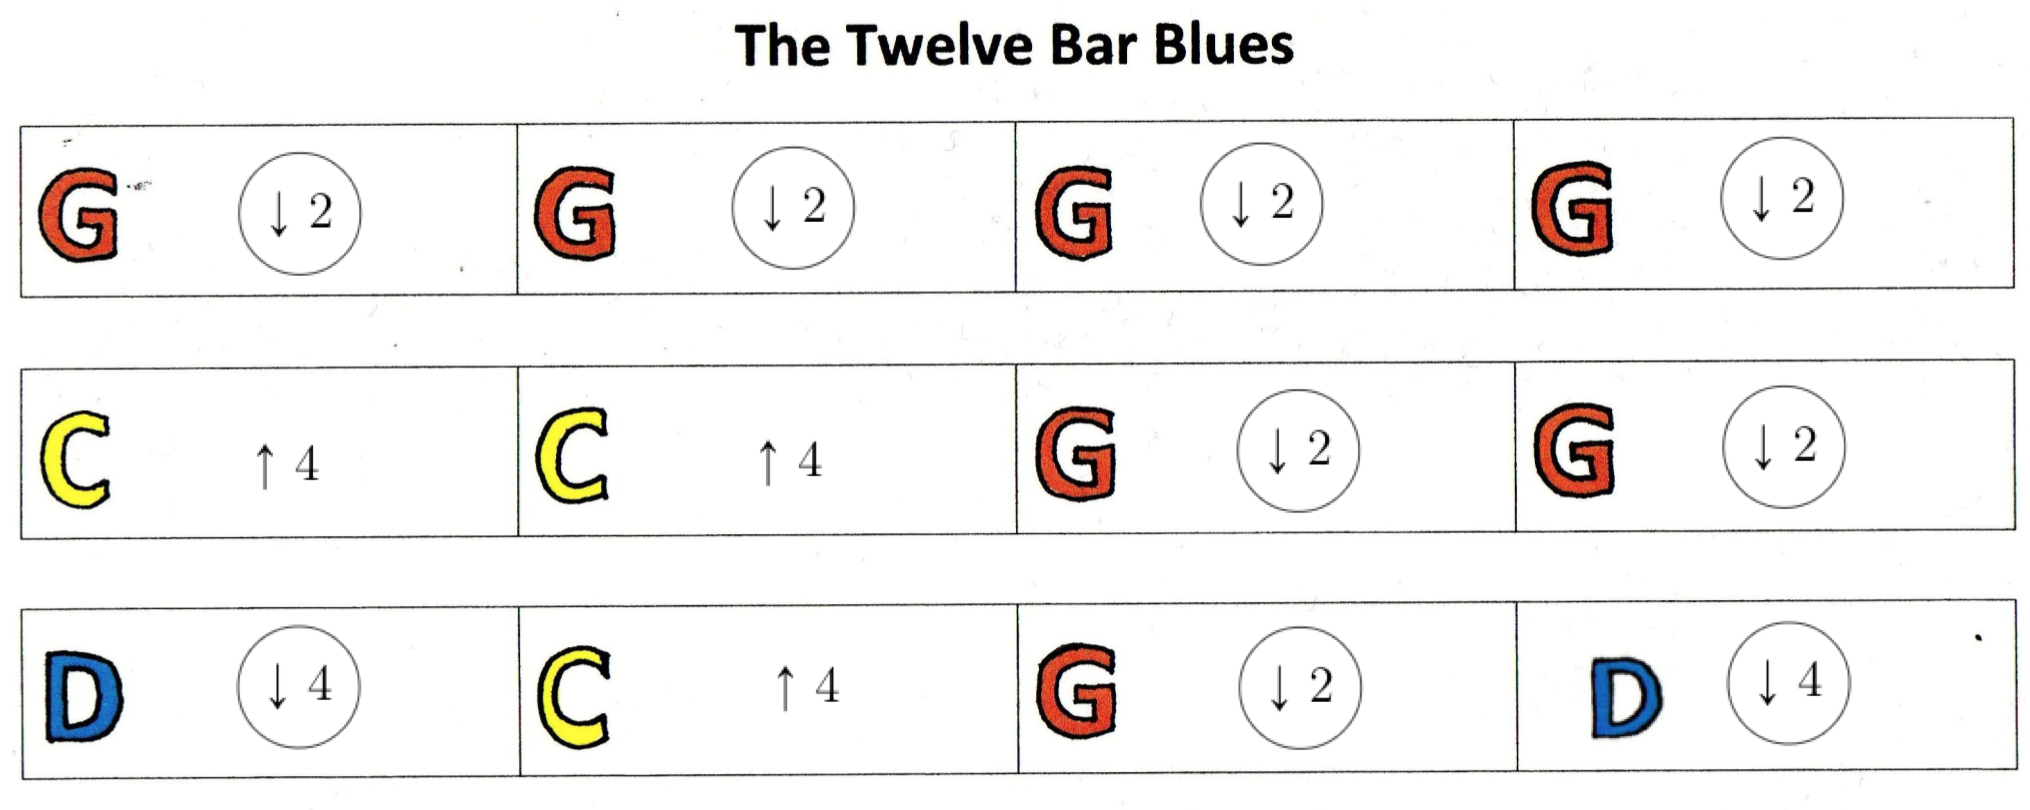 The Twelve Bar Blues
G ↓ 2 G ↓ 2 G ↓ 2 G ↓ 2
C ↑ 4 C ↑ 4 G ↓ 2 G ↓ 2
D ↓ 4 C ↑ 4 G ↓ 2 D ↓ 4